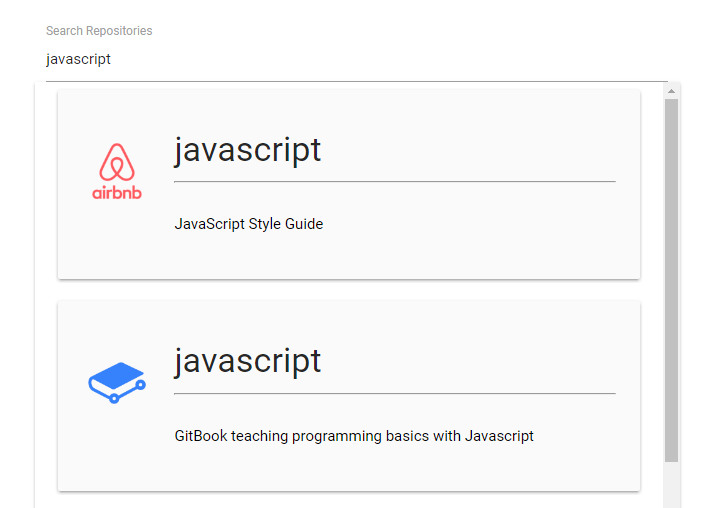 Search Repositories
javascript
javascript
airbnb
JavaScript Style Guide
javascript
GitBook teaching programming basics with Javascript